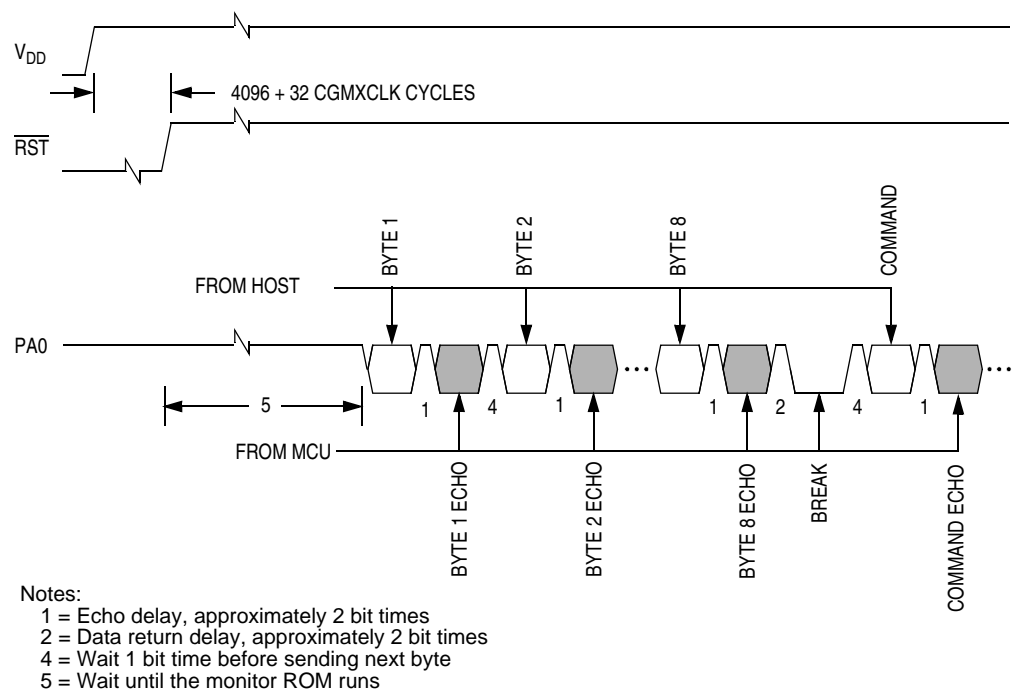 VDD
4096 + 32 CGMXCLK CYCLES
RST
BYTE 1
BYTE 2
BYTE 8
COMMAND
FROM HOST
PA0
5
1
4
1
1
2
4
1
FROM MCU
BYTE 1 ECHO
BYTE 2 ECHO
BYTE 8 ECHO
BREAK
COMMAND ECHO
Notes:
1 = Echo delay, approximately 2 bit times
2 = Data return delay, approximately 2 bit times
4 = Wait 1 bit time before sending next byte
5 = Wait until the monitor ROM runs